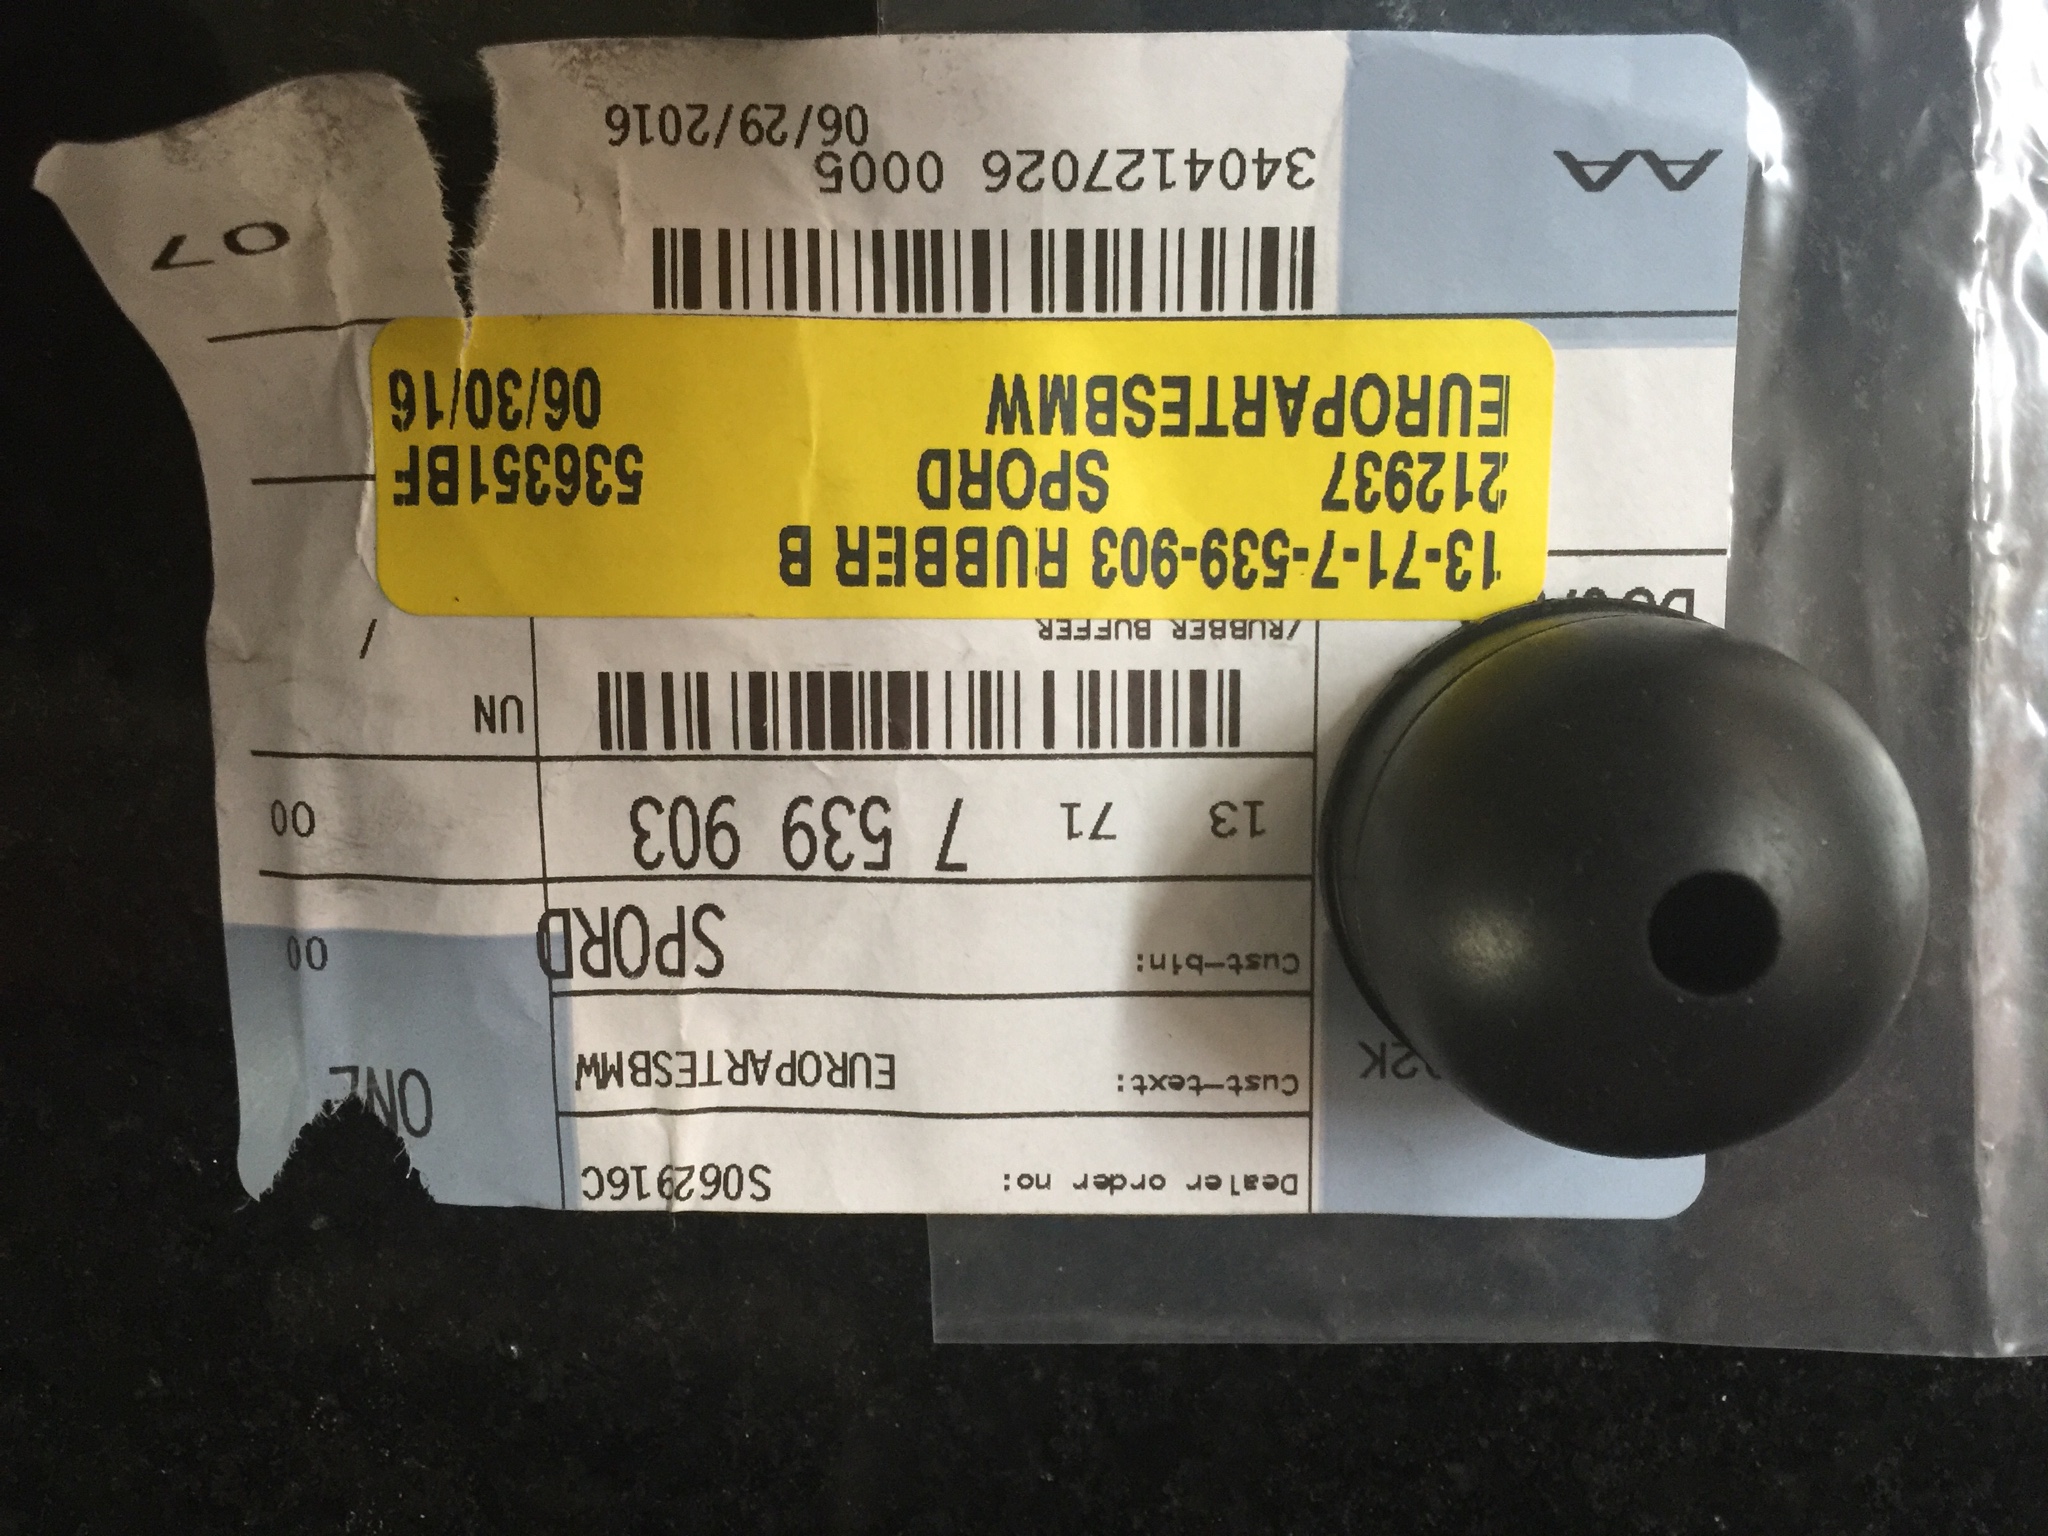 Dealer order no: S062916C
Cust-text: EUROPARTESBMW
ONE
Cust-bin: SPORD
00
13 71 7 539 903
00
UN
/RUBBER BUFFER
/
13-71-7-539-903 RUBBER B
212937 SPORD 536351BF
EUROPARTESBMW 06/30/16
AA
3404127026 0005
06/29/2016
07